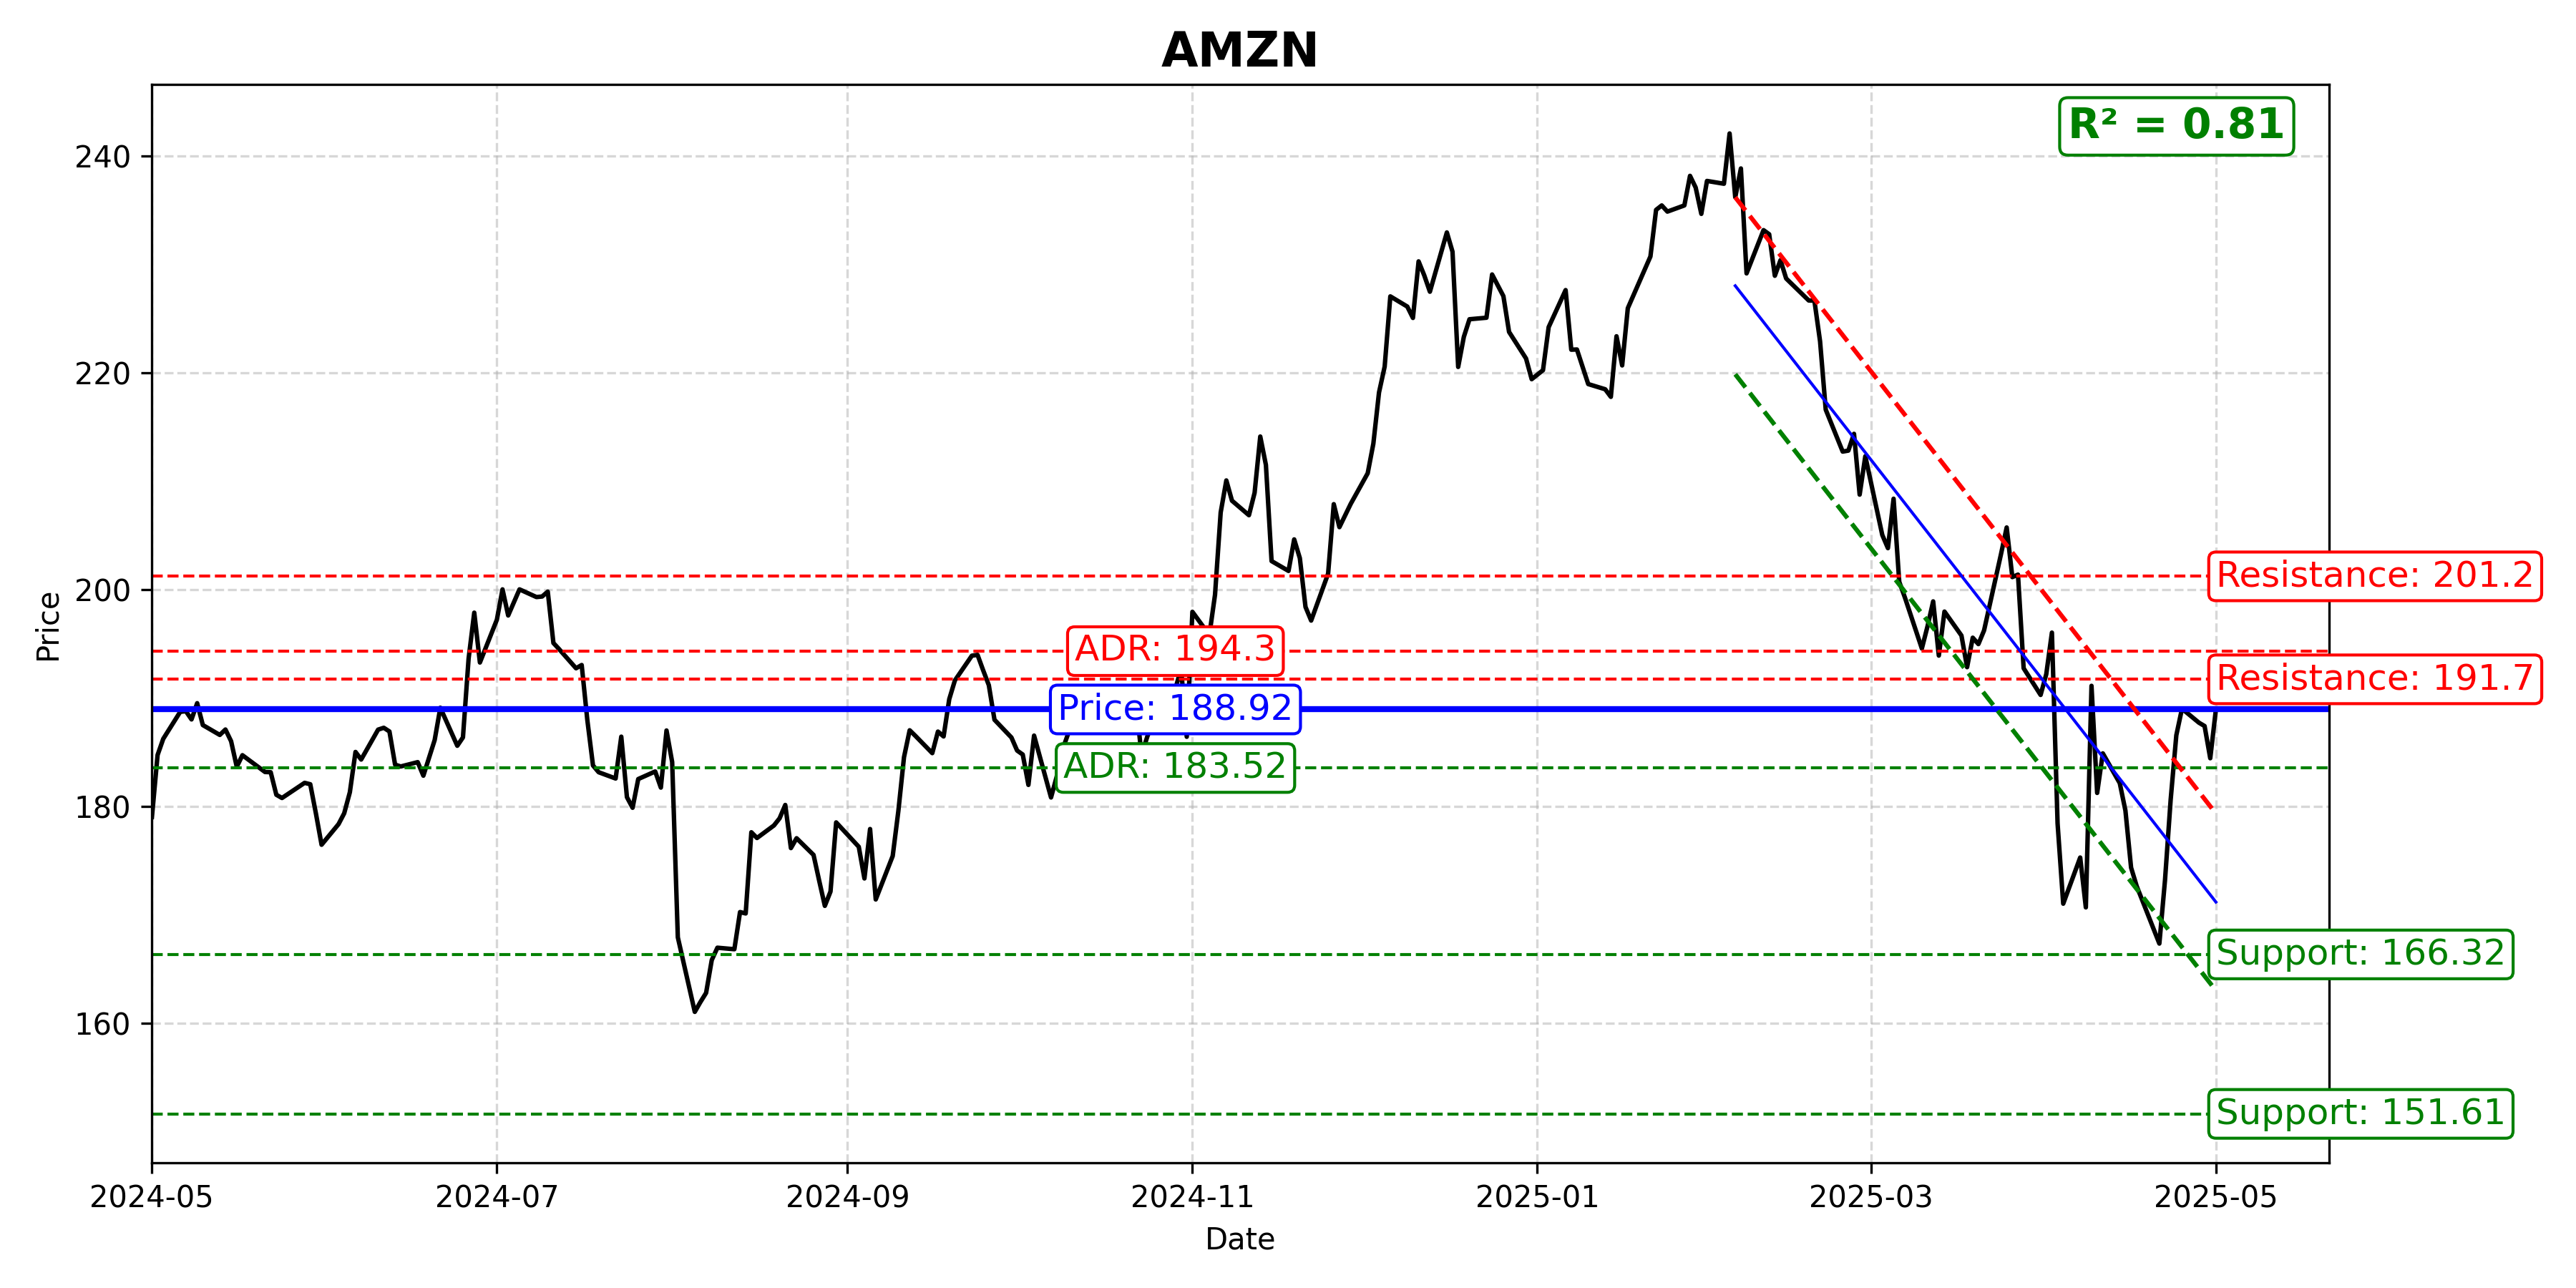 AMZN
R² = 0.81
240
220
200
180
160
Price
Resistance: 201.2
ADR: 194.3
Resistance: 191.7
Price: 188.92
ADR: 183.52
Support: 166.32
Support: 151.61
2024-05
2024-07
2024-09
2024-11
2025-01
2025-03
2025-05
Date